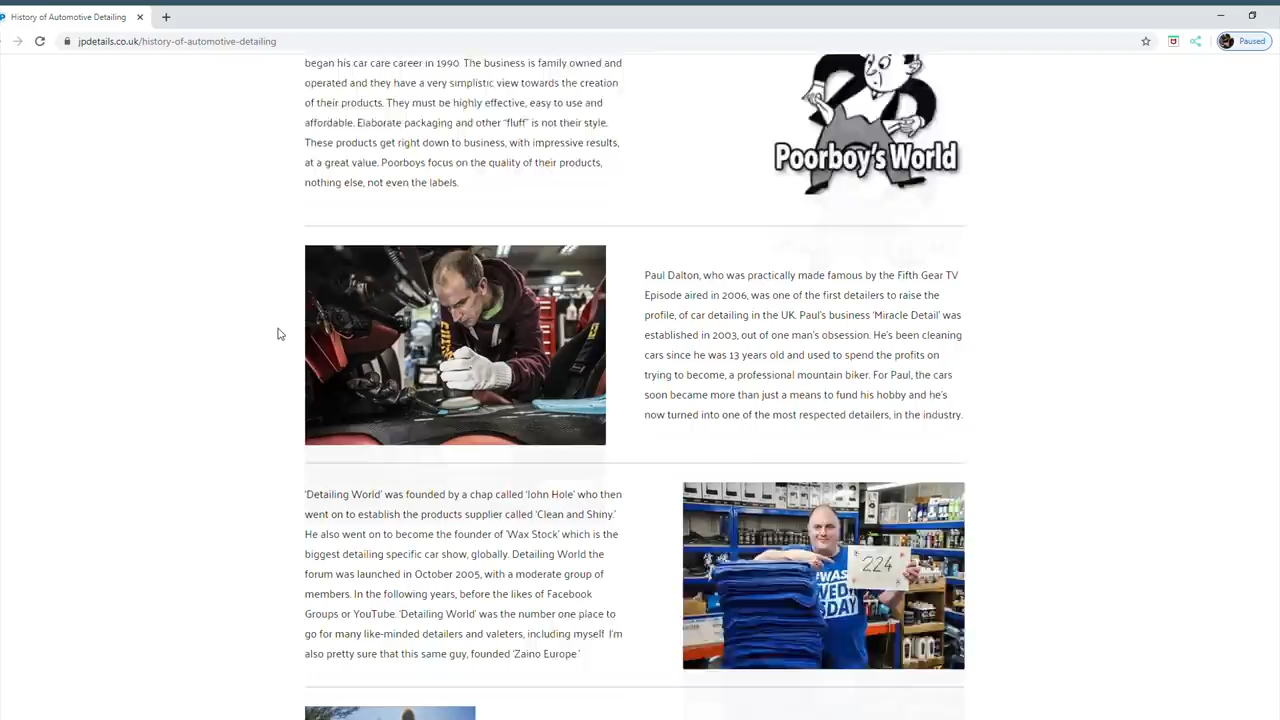 History of Automotive Detailing
jpdetails.co.uk/history-of-automotive-detailing
Paused
began his car care career in 1990. The business is family owned and
operated and they have a very simplistic view towards the creation
of their products. They must be highly effective, easy to use and
affordable. Elaborate packaging and other "fluff" is not their style.
These products get right down to business, with impressive results,
at a great value. Poorboys focus on the quality of their products,
nothing else, not even the labels.
Poorboy's World
Paul Dalton, who was practically made famous by the Fifth Gear TV
Episode aired in 2006, was one of the first detailers to raise the
profile, of car detailing in the UK. Paul's business 'Miracle Detail' was
established in 2003, out of one man's obsession. He's been cleaning
cars since he was 13 years old and used to spend the profits on
trying to become, a professional mountain biker. For Paul, the cars
soon became more than just a means to fund his hobby and he's
now turned into one of the most respected detailers, in the industry.
'Detailing World' was founded by a chap called 'John Hole' who then
went on to establish the products supplier called 'Clean and Shiny.'
He also went on to become the founder of 'Wax Stock' which is the
biggest detailing specific car show, globally. Detailing World the
forum was launched in October 2005, with a moderate group of
members. In the following years, before the likes of Facebook
Groups or YouTube. 'Detailing World' was the number one place to
go for many like-minded detailers and valeters, including myself. I'm
also pretty sure that this same guy, founded 'Zaino Europe.'
224
#WAS
WED
SDAY